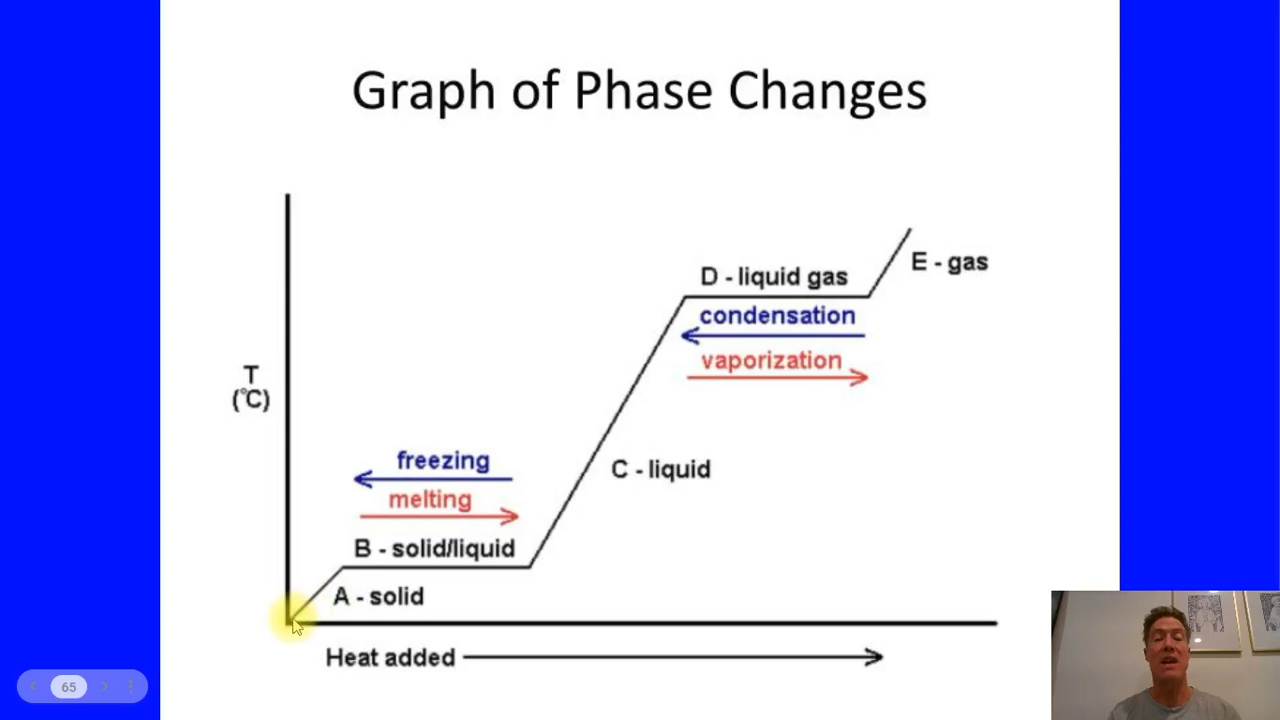 Graph of Phase Changes
E - gas
D - liquid gas
condensation
vaporization
T
(°C)
freezing
melting
C - liquid
B - solid/liquid
A - solid
Heat added
65